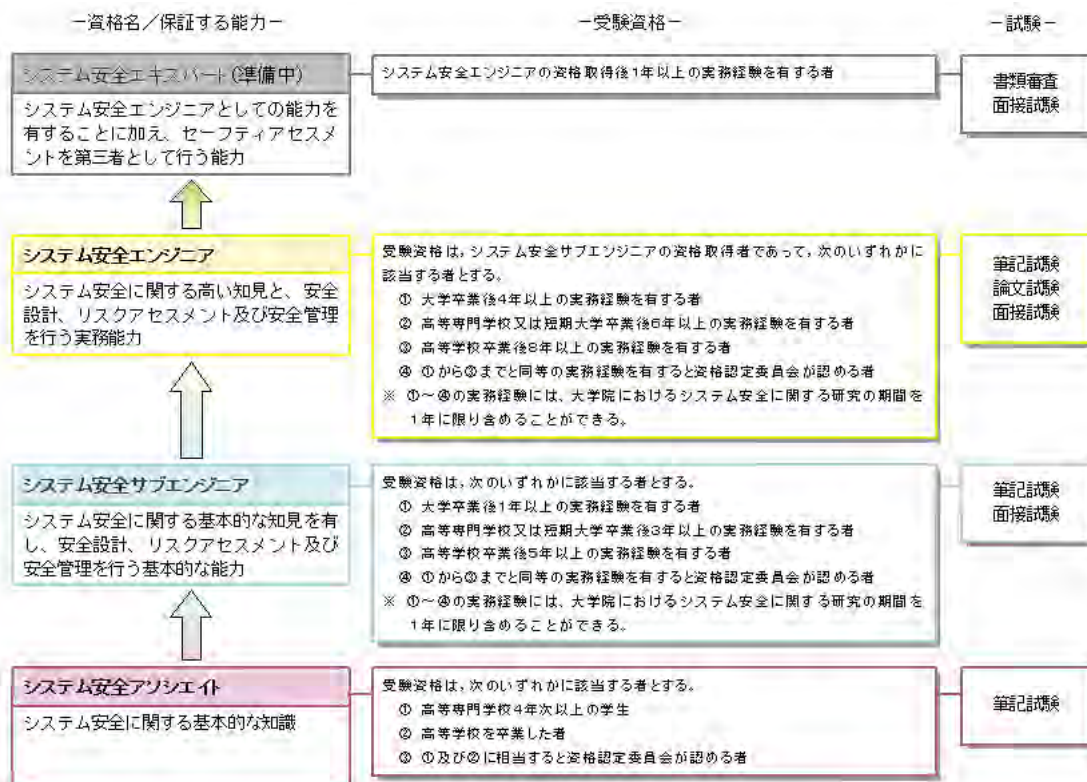 －資格名／保証する能力－
－受験資格－
－試験－
システム安全エキスパート(準備中)
システム安全エンジニアとしての能力を
有することに加え、セーフティアセスメ
ントを第三者として行う能力
システム安全エンジニアの資格取得後1年以上の実務経験を有する者
書類審査
面接試験
システム安全エンジニア
システム安全に関する高い知見と、安全
設計、リスクアセスメント及び安全管理
を行う実務能力
受験資格は，システム安全サブエンジニアの資格取得者であって，次のいずれかに
該当する者とする。
① 大学卒業後4年以上の実務経験を有する者
② 高等専門学校又は短期大学卒業後6年以上の実務経験を有する者
③ 高等学校卒業後8年以上の実務経験を有する者
④ ①から③までと同等の実務経験を有すると資格認定委員会が認める者
※ ①～④の実務経験には、大学院におけるシステム安全に関する研究の期間を
1年に限り含めることができる。
筆記試験
論文試験
面接試験
システム安全サブエンジニア
システム安全に関する基本的な知見を有
し、安全設計、リスクアセスメント及び
安全管理を行う基本的な能力
受験資格は，次のいずれかに該当する者とする。
① 大学卒業後1年以上の実務経験を有する者
② 高等専門学校又は短期大学卒業後3年以上の実務経験を有する者
③ 高等学校卒業後5年以上の実務経験を有する者
④ ①から③までと同等の実務経験を有すると資格認定委員会が認める者
※ ①～④の実務経験には、大学院におけるシステム安全に関する研究の期間を
1年に限り含めることができる。
筆記試験
面接試験
システム安全アソシエイト
システム安全に関する基本的な知識
受験資格は，次のいずれかに該当する者とする。
① 高等専門学校4年次以上の学生
② 高等学校を卒業した者
③ ①及び②に相当すると資格認定委員会が認める者
筆記試験